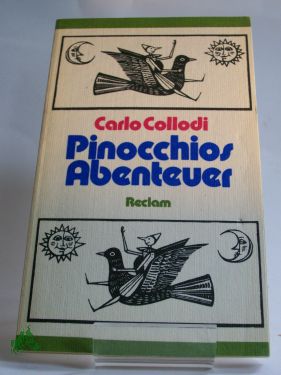 Carlo Collodi
Pinocchios
Abenteuer
Reclam